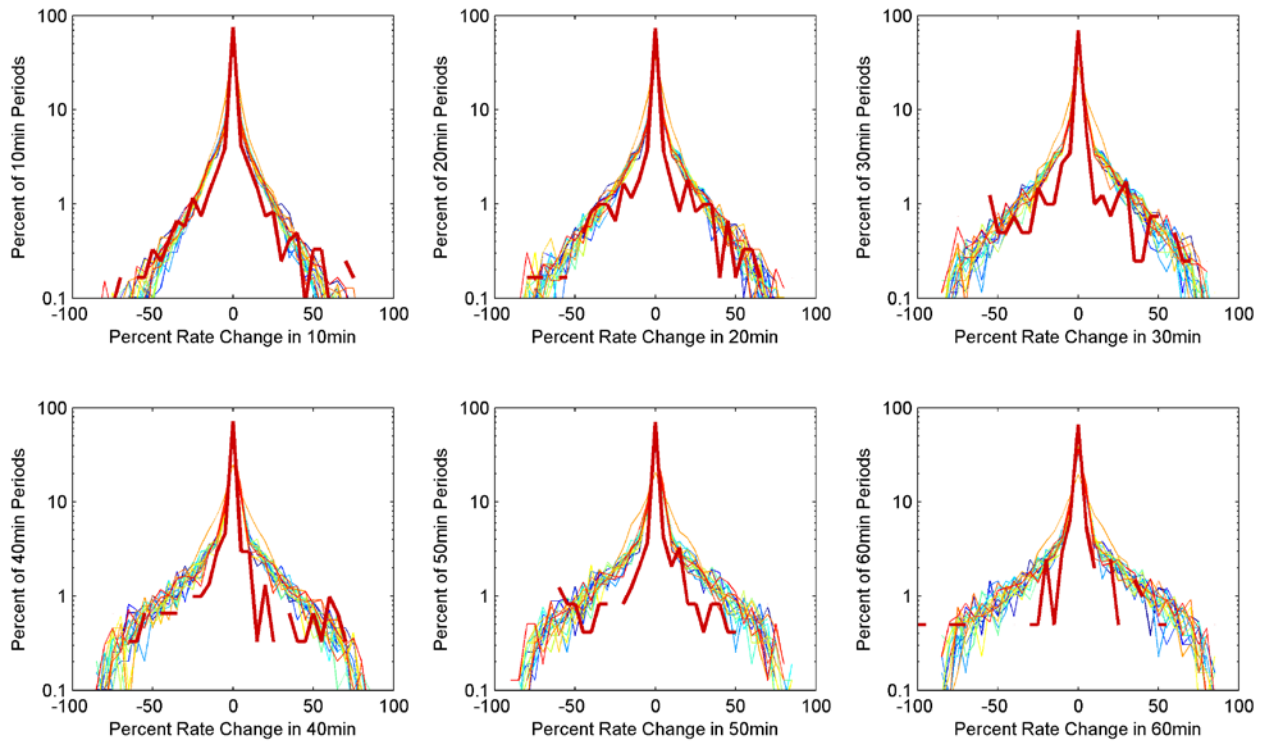 100
10
1
0.1
Percent of 10min Periods
-100 -50 0 50 100
Percent Rate Change in 10min
100
10
1
0.1
Percent of 20min Periods
-100 -50 0 50 100
Percent Rate Change in 20min
100
10
1
0.1
Percent of 30min Periods
-100 -50 0 50 100
Percent Rate Change in 30min
100
10
1
0.1
Percent of 40min Periods
-100 -50 0 50 100
Percent Rate Change in 40min
100
10
1
0.1
Percent of 50min Periods
-100 -50 0 50 100
Percent Rate Change in 50min
100
10
1
0.1
Percent of 60min Periods
-100 -50 0 50 100
Percent Rate Change in 60min